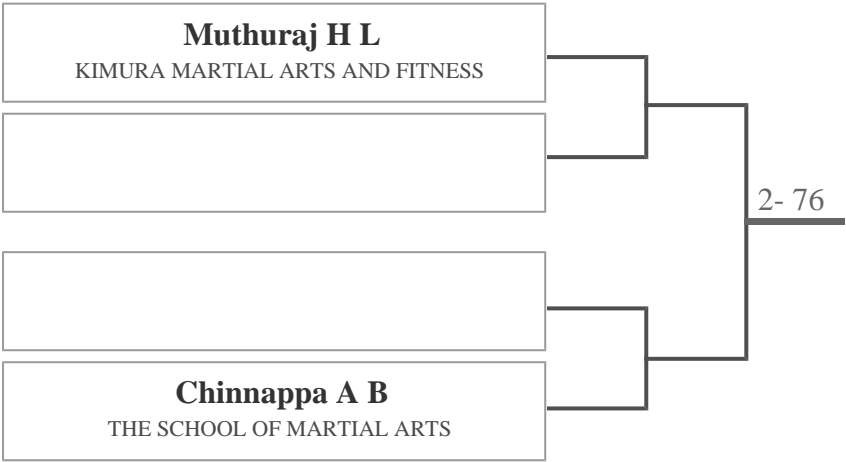 Muthuraj H L
KIMURA MARTIAL ARTS AND FITNESS
2- 76
Chinnappa A B
THE SCHOOL OF MARTIAL ARTS